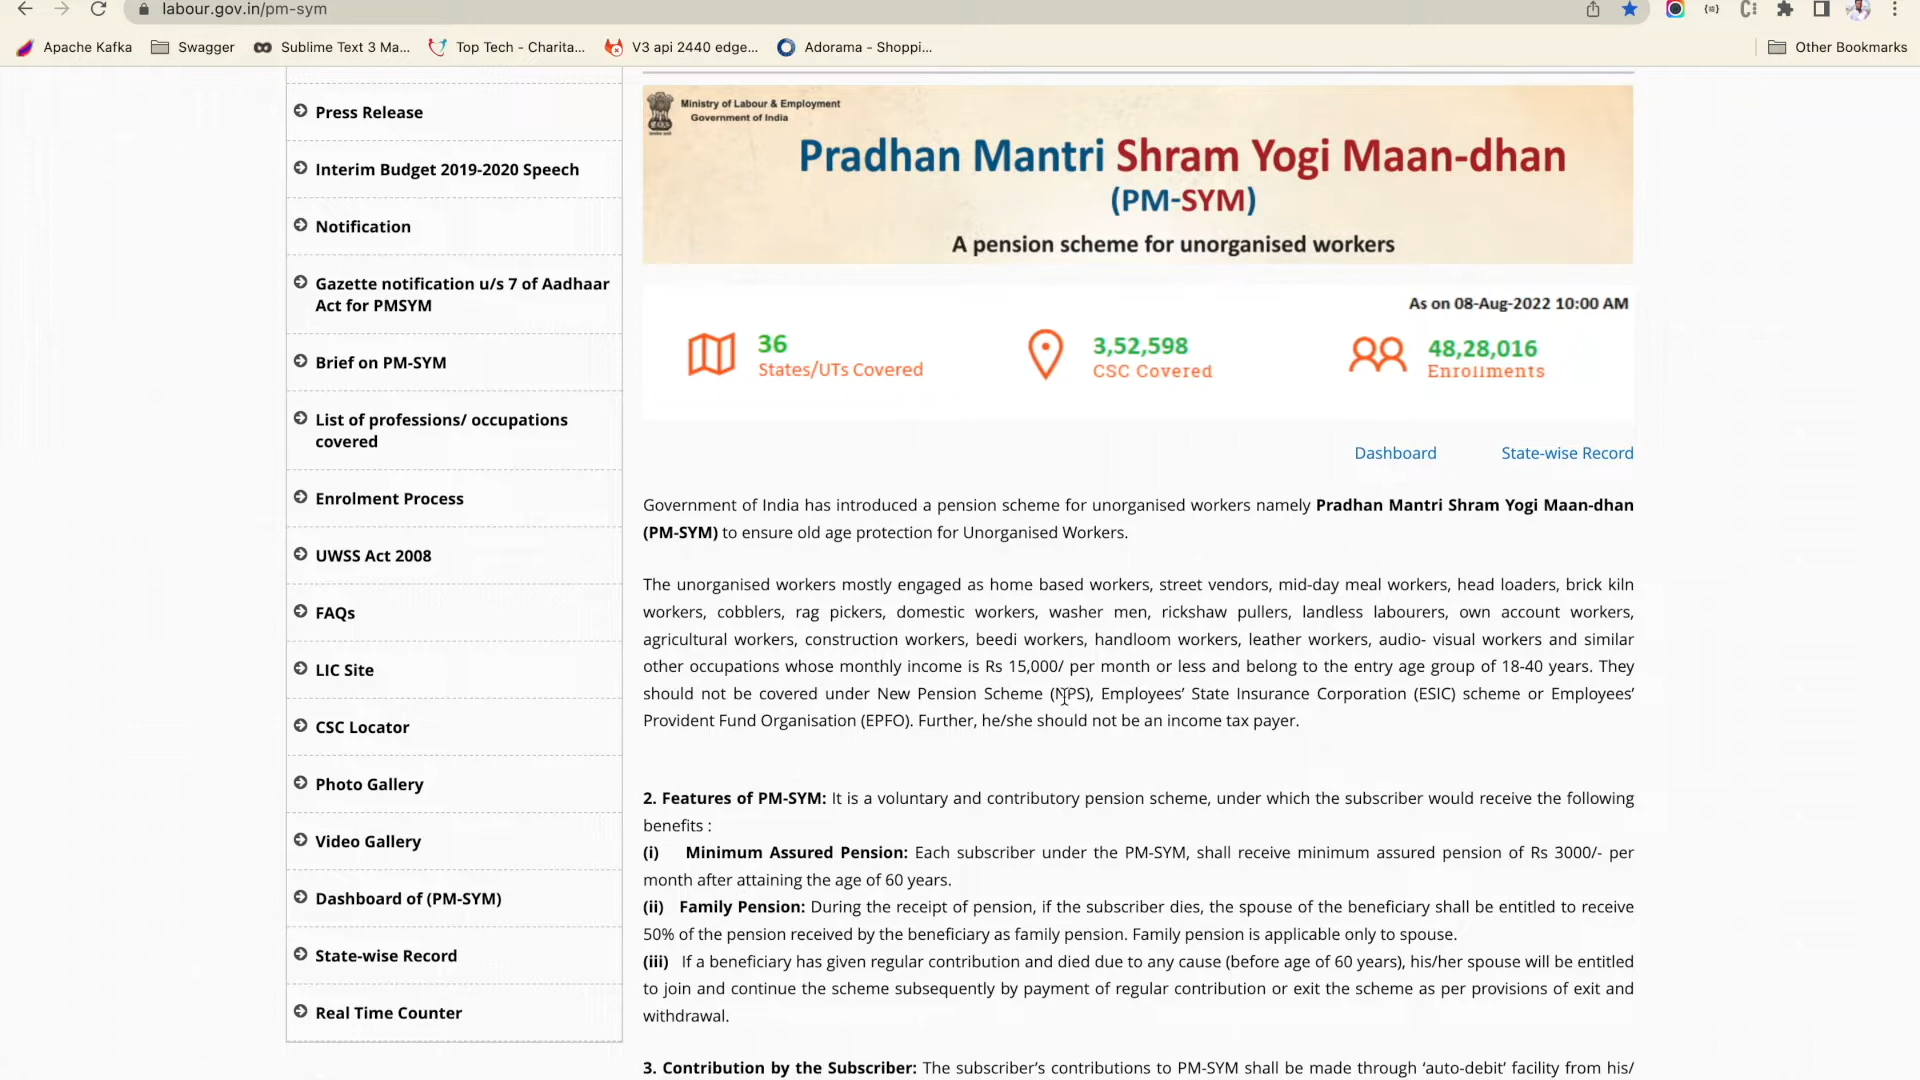 labour.gov.in/pm-sym
Apache Kafka
Swagger
Sublime Text 3 Ma...
Top Tech - Charita...
V3 api 2440 edge...
Adorama - Shoppi...
Other Bookmarks
Press Release
Interim Budget 2019-2020 Speech
Notification
Gazette notification u/s 7 of Aadhaar
Act for PMSYM
Brief on PM-SYM
List of professions/ occupations
covered
Enrolment Process
UWSS Act 2008
FAQs
LIC Site
CSC Locator
Photo Gallery
Video Gallery
Dashboard of (PM-SYM)
State-wise Record
Real Time Counter
Ministry of Labour & Employment
Government of India
Pradhan Mantri Shram Yogi Maan-dhan
(PM-SYM)
A pension scheme for unorganised workers
As on 08-Aug-2022 10:00 AM
36
States/UTs Covered
3,52,598
CSC Covered
48,28,016
Enrollments
Dashboard
State-wise Record
Government of India has introduced a pension scheme for unorganised workers namely Pradhan Mantri Shram Yogi Maan-dhan
(PM-SYM) to ensure old age protection for Unorganised Workers.
The unorganised workers mostly engaged as home based workers, street vendors, mid-day meal workers, head loaders, brick kiln
workers, cobblers, rag pickers, domestic workers, washer men, rickshaw pullers, landless labourers, own account workers,
agricultural workers, construction workers, beedi workers, handloom workers, leather workers, audio- visual workers and similar
other occupations whose monthly income is Rs 15,000/ per month or less and belong to the entry age group of 18-40 years. They
should not be covered under New Pension Scheme (NPS), Employees’ State Insurance Corporation (ESIC) scheme or Employees’
Provident Fund Organisation (EPFO). Further, he/she should not be an income tax payer.
2. Features of PM-SYM: It is a voluntary and contributory pension scheme, under which the subscriber would receive the following
benefits :
(i) Minimum Assured Pension: Each subscriber under the PM-SYM, shall receive minimum assured pension of Rs 3000/- per
month after attaining the age of 60 years.
(ii) Family Pension: During the receipt of pension, if the subscriber dies, the spouse of the beneficiary shall be entitled to receive
50% of the pension received by the beneficiary as family pension. Family pension is applicable only to spouse.
(iii) If a beneficiary has given regular contribution and died due to any cause (before age of 60 years), his/her spouse will be entitled
to join and continue the scheme subsequently by payment of regular contribution or exit the scheme as per provisions of exit and
withdrawal.
3. Contribution by the Subscriber: The subscriber’s contributions to PM-SYM shall be made through ‘auto-debit’ facility from his/